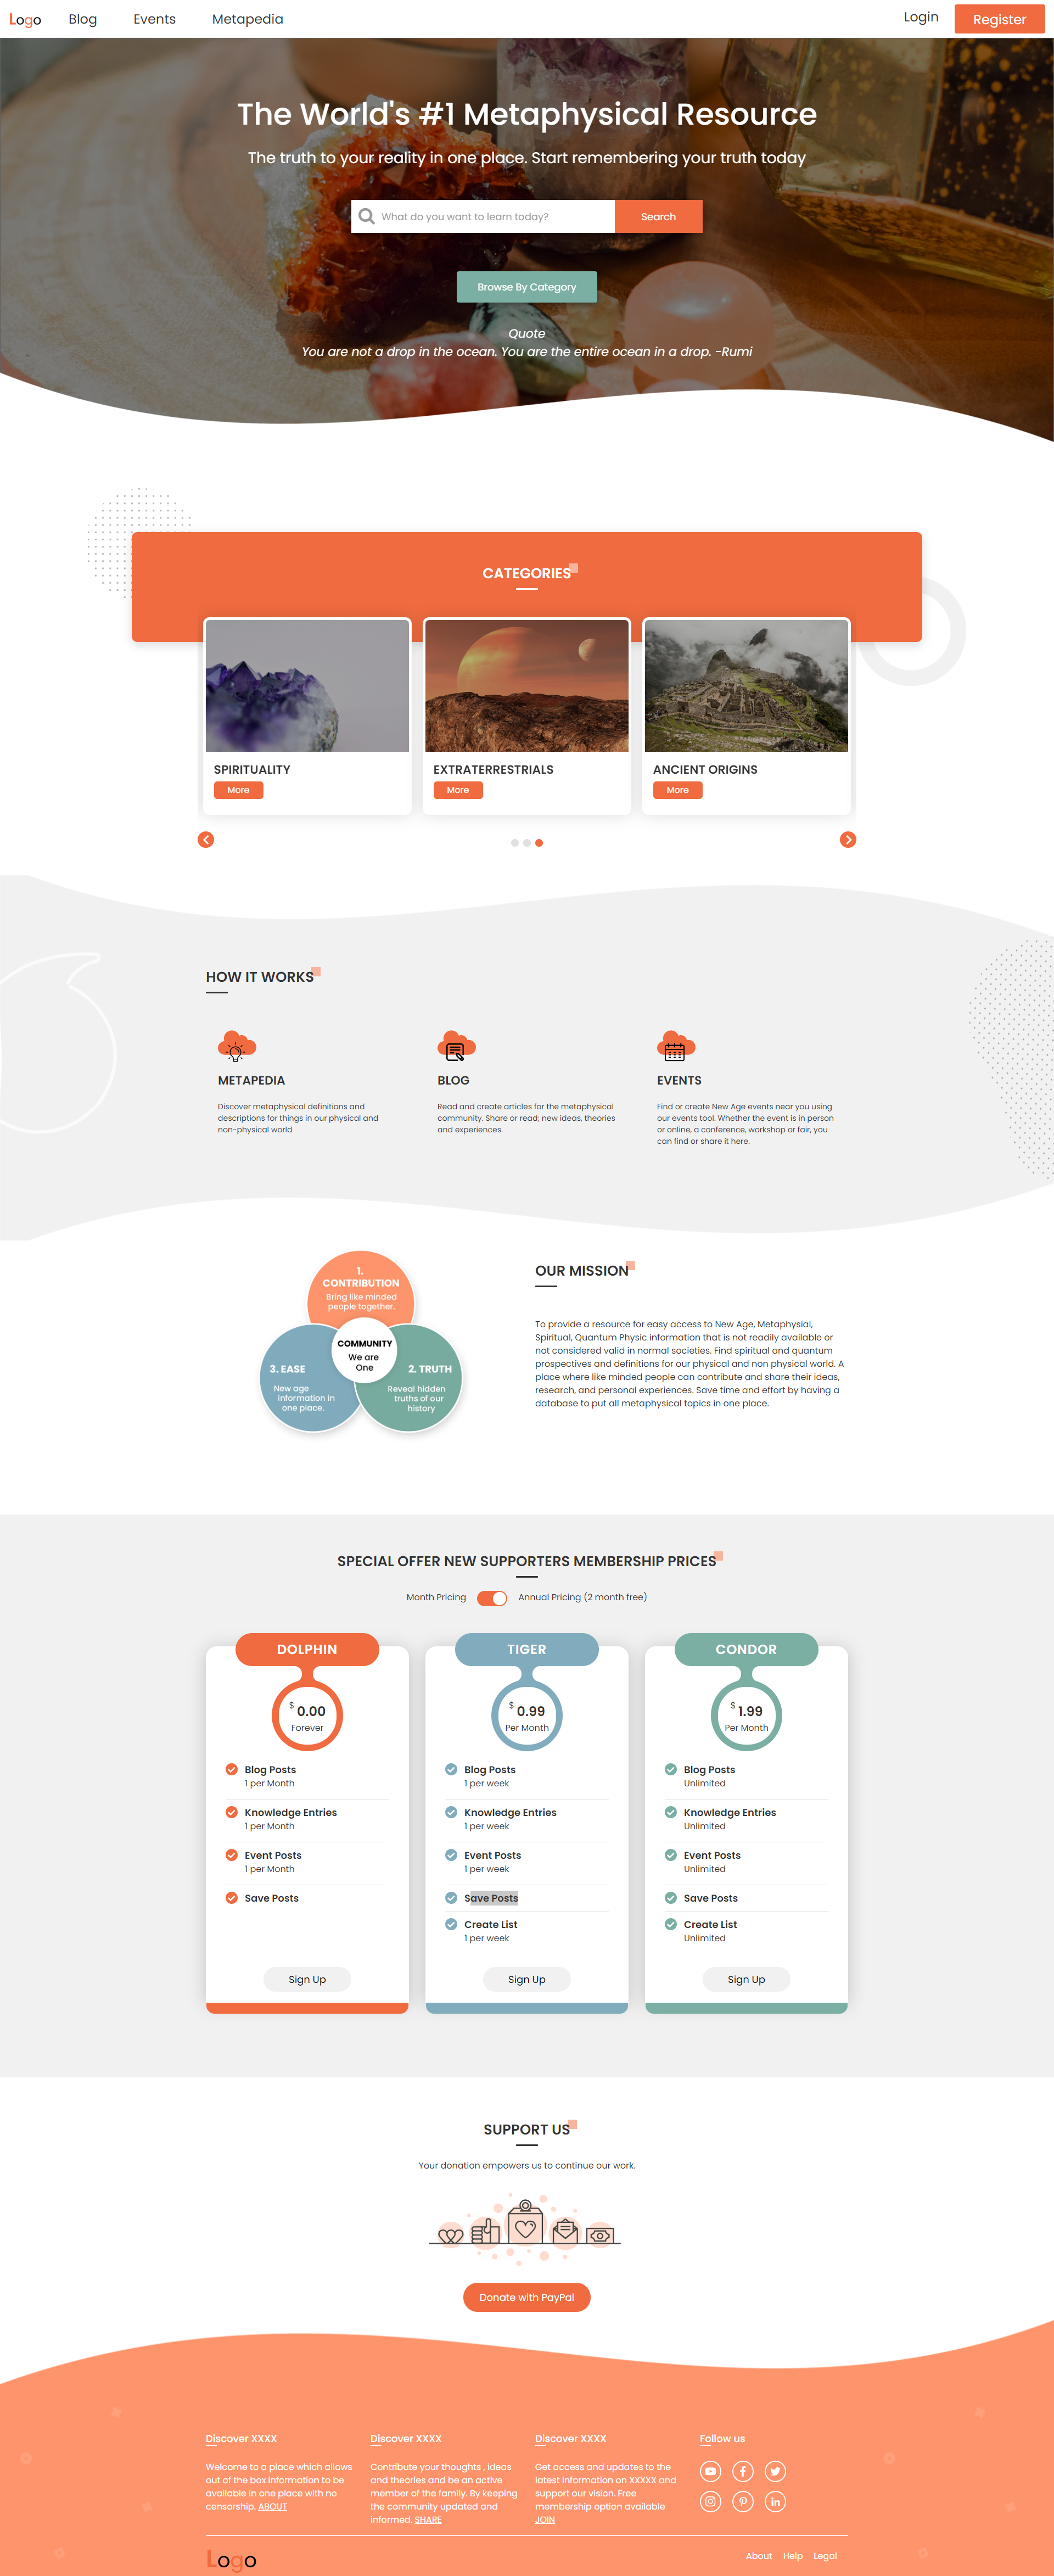 Logo
Blog
Events
Metapedia
Login
Register
The World's #1 Metaphysical Resource
The truth to your reality in one place. Start remembering your truth today
What do you want to learn today?
Search
Browse By Category
Quote
You are not a drop in the ocean. You are the entire ocean in a drop. -Rumi
CATEGORIES
SPIRITUALITY
More
EXTRATERRESTRIALS
More
ANCIENT ORIGINS
More
HOW IT WORKS
METAPEDIA
Discover metaphysical definitions and
descriptions for things in our physical and
non-physical world
BLOG
Read and create articles for the metaphysical
community. Share or read; new ideas, theories
and experiences.
EVENTS
Find or create New Age events near you using
our events tool. Whether the event is in person
or online, a conference, workshop or fair, you
can find or share it here.
1.
CONTRIBUTION
Bring like minded
people together.
COMMUNITY
We are
One
3. EASE
New age
information in
one place.
2. TRUTH
Reveal hidden
truths of our
history
OUR MISSION
To provide a resource for easy access to New Age, Metaphysial,
Spiritual, Quantum Physic information that is not readily available or
not considered valid in normal societies. Find spiritual and quantum
prospectives and definitions for our physical and non physical world. A
place where like minded people can contribute and share their ideas,
research, and personal experiences. Save time and effort by having a
database to put all metaphysical topics in one place.
SPECIAL OFFER NEW SUPPORTERS MEMBERSHIP PRICES
Month Pricing
Annual Pricing (2 month free)
DOLPHIN
$ 0.00
Forever
Blog Posts
1 per Month
Knowledge Entries
1 per Month
Event Posts
1 per Month
Save Posts
Sign Up
TIGER
$ 0.99
Per Month
Blog Posts
1 per week
Knowledge Entries
1 per week
Event Posts
1 per week
Save Posts
Create List
1 per week
Sign Up
CONDOR
$ 1.99
Per Month
Blog Posts
Unlimited
Knowledge Entries
Unlimited
Event Posts
Unlimited
Save Posts
Create List
Unlimited
Sign Up
SUPPORT US
Your donation empowers us to continue our work.
Donate with PayPal
Discover XXXX
Welcome to a place which allows
out of the box information to be
available in one place with no
censorship. ABOUT
Discover XXXX
Contribute your thoughts , ideas
and theories and be an active
member of the family. By keeping
the community updated and
informed. SHARE
Discover XXXX
Get access and updates to the
latest information on XXXXX and
support our vision. Free
membership option available
JOIN
Follow us
Logo
About
Help
Legal